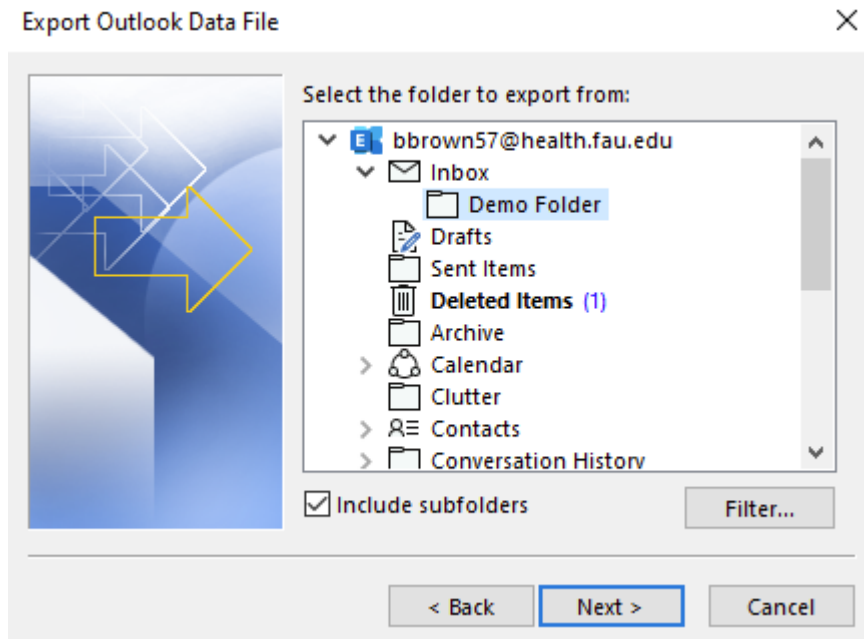 Export Outlook Data File
Select the folder to export from:
bbrown57@health.fau.edu
Inbox
Demo Folder
Drafts
Sent Items
Deleted Items (1)
Archive
Calendar
Clutter
Contacts
Conversation History
Include subfolders
Filter...
< Back
Next >
Cancel